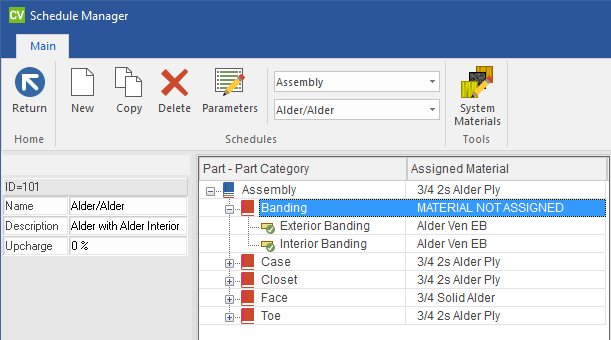 CV Schedule Manager
Main
Return
New
Copy
Delete
Parameters
Assembly
Alder/Alder
System
Materials
Home
Schedules
Tools
ID=101
Name Alder/Alder
Description Alder with Alder Interior
Upcharge 0 %
Part - Part Category Assigned Material
Assembly 3/4 2s Alder Ply
Banding MATERIAL NOT ASSIGNED
Exterior Banding Alder Ven EB
Interior Banding Alder Ven EB
Case 3/4 2s Alder Ply
Closet 3/4 2s Alder Ply
Face 3/4 Solid Alder
Toe 3/4 2s Alder Ply